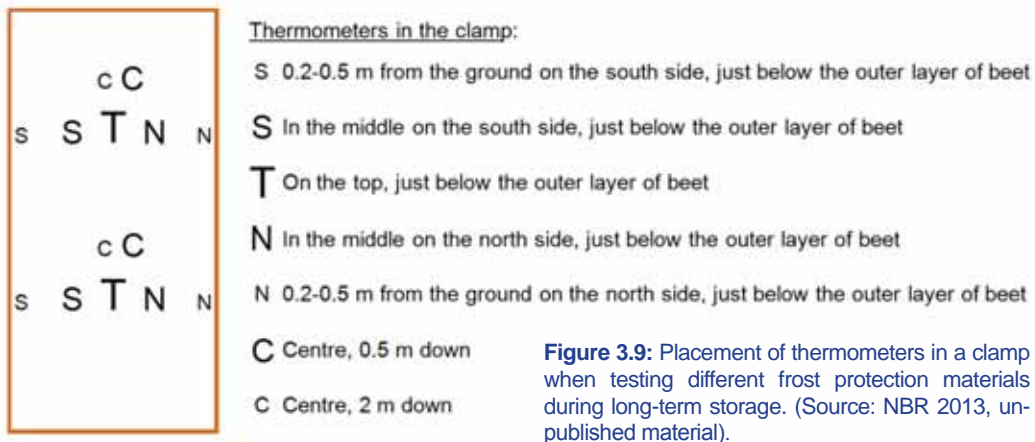 c C
S S T N N
c C
S S T N N
Thermometers in the clamp:
S 0.2-0.5 m from the ground on the south side, just below the outer layer of beet
S In the middle on the south side, just below the outer layer of beet
T On the top, just below the outer layer of beet
N In the middle on the north side, just below the outer layer of beet
N 0.2-0.5 m from the ground on the north side, just below the outer layer of beet
C Centre, 0.5 m down
C Centre, 2 m down
Figure 3.9: Placement of thermometers in a clamp
when testing different frost protection materials
during long-term storage. (Source: NBR 2013, un-
published material).